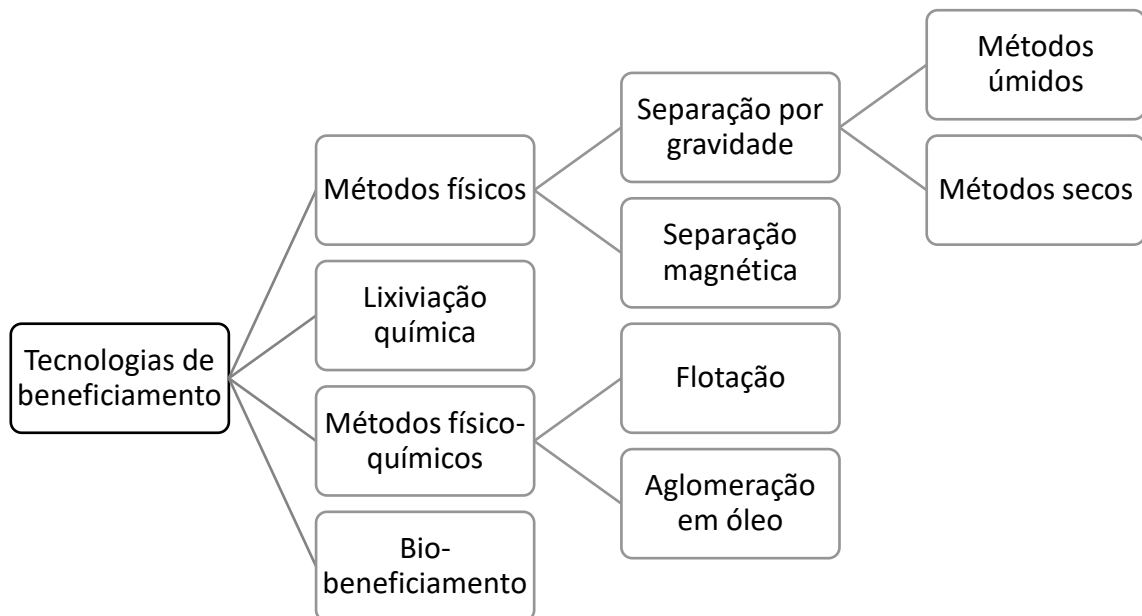 Tecnologias de
beneficiamento
Métodos físicos
Separação por
gravidade
Métodos
úmidos
Métodos secos
Separação
magnética
Lixiviação
química
Métodos físico-
químicos
Flotação
Aglomeração
em óleo
Bio-
beneficiamento